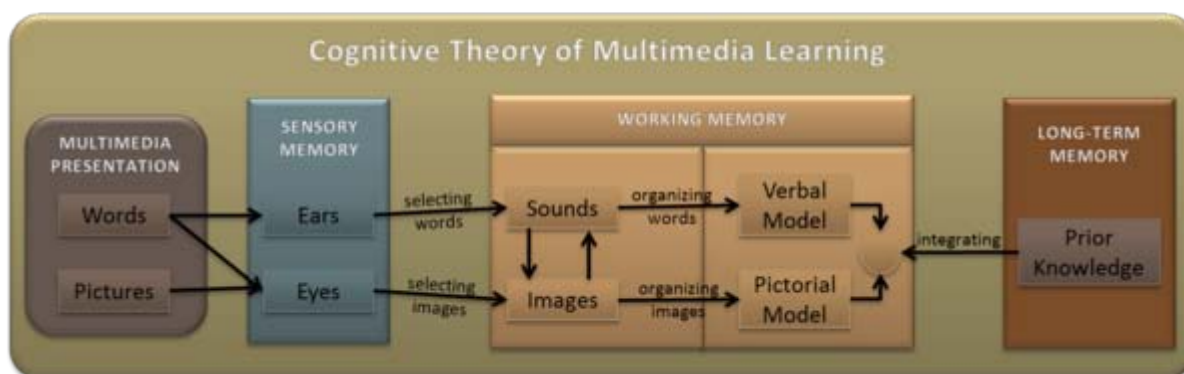 Cognitive Theory of Multimedia Learning
MULTIMEDIA
PRESENTATION
Words
Pictures
SENSORY
MEMORY
Ears
Eyes
selecting
words
selecting
images
WORKING MEMORY
Sounds
Images
organizing
words
organizing
images
Verbal
Model
Pictorial
Model
integrating
LONG-TERM
MEMORY
Prior
Knowledge